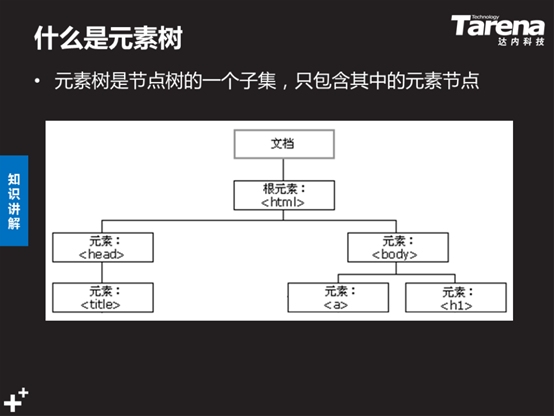 什么是元素树
Technology
Tarena
达内科技
• 元素树是节点树的一个子集，只包含其中的元素节点
知识讲解
文档
根元素：
<html>
元素：
<head>
元素：
<body>
元素：
<title>
元素：
<a>
元素：
<h1>